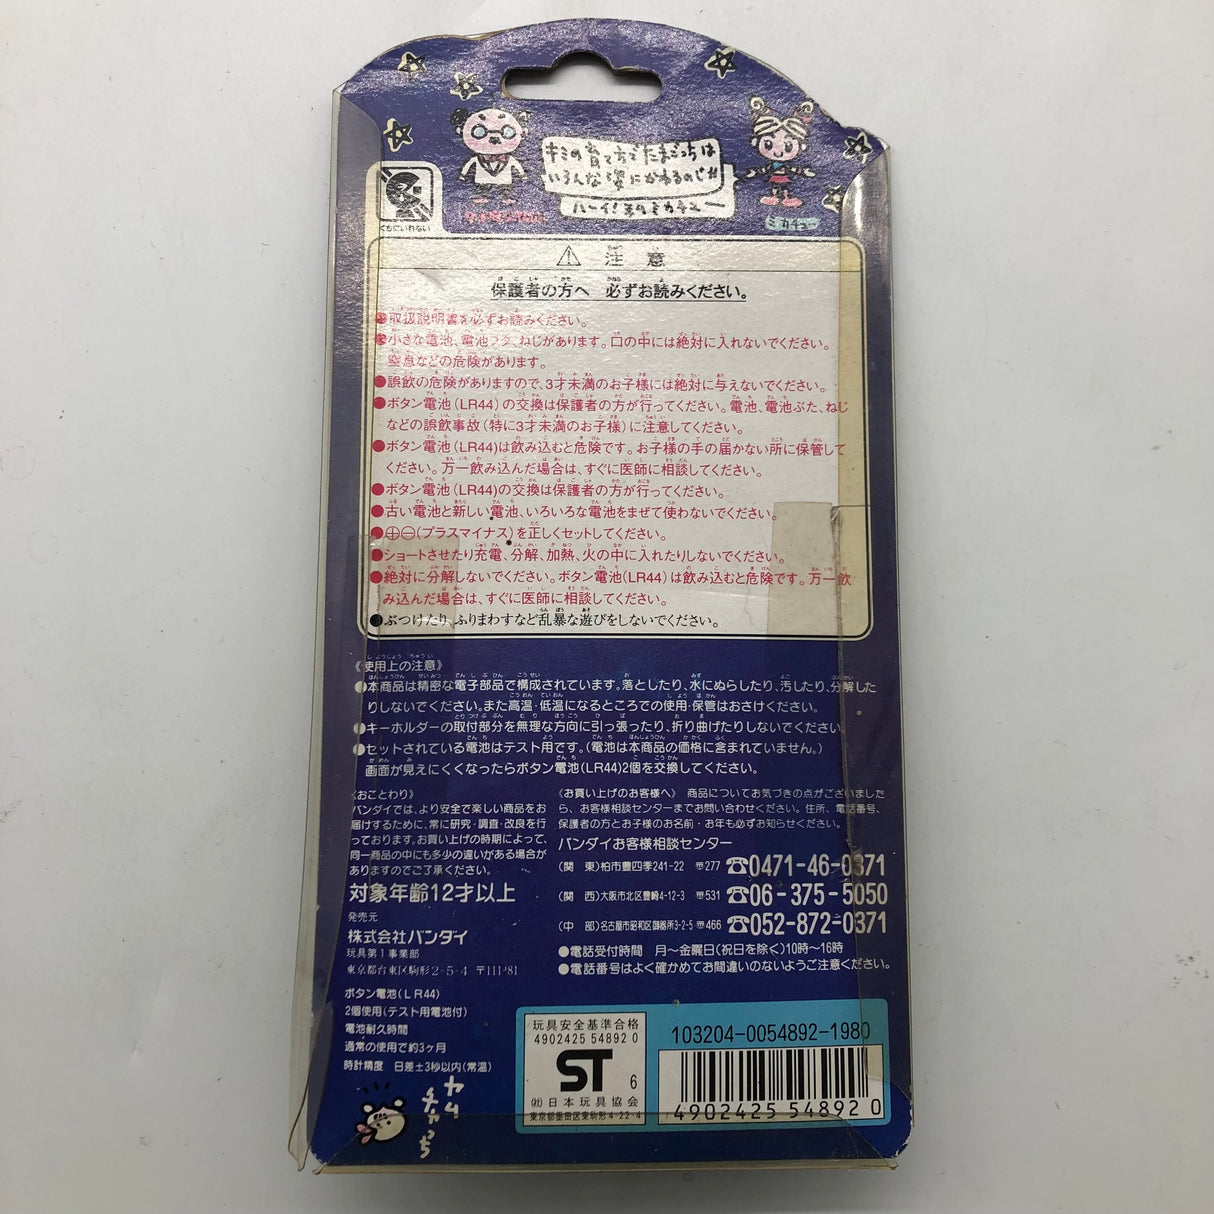 キミの育て方でたまごっちは
いろんな姿にかわるのじゃ!!
ハーイ!
ミカチュー
くちにいれない
⚠ 注意
保護者の方へ 必ずお読みください。
●取扱説明書を必ずお読みください。
●小さな電池、電池フタ、ねじがあります。口の中には絶対に入れないでください。
窒息などの危険があります。
●誤飲の危険がありますので、3才未満のお子様には絶対に与えないでください。
●ボタン電池(LR44)の交換は保護者の方が行ってください。電池、電池ぶた、ねじ
などの誤飲事故(特に3才未満のお子様)に注意してください。
●ボタン電池(LR44)は飲み込むと危険です。お子様の手の届かない所に保管して
ください。万一飲み込んだ場合は、すぐに医師に相談してください。
●ボタン電池(LR44)の交換は保護者の方が行ってください。
●古い電池と新しい電池、いろいろな電池をまぜて使わないでください。
●⊕⊖(プラスマイナス)を正しくセットしてください。
●ショートさせたり充電、分解、加熱、火の中に入れたりしないでください。
●絶対に分解しないでください。ボタン電池(LR44)は飲み込むと危険です。万一飲
み込んだ場合は、すぐに医師に相談してください。
●ぶつけたり、ふりまわすなど乱暴な遊びをしないでください。
《使用上の注意》
●本商品は精密な電子部品で構成されています。落としたり、水にぬらしたり、汚したり、分解した
りしないでください。また高温・低温になるところでの使用・保管はおさけください。
●キーホルダーの取付部分を無理な方向に引っ張ったり、折り曲げたりしないでください。
●セットされている電池はテスト用です。(電池は本商品の価格に含まれていません。)
画面が見えにくくなったらボタン電池(LR44)2個を交換してください。
《おことわり》
バンダイでは、より安全で楽しい商品をお
届けするために、常に研究・調査・改良を行
っております。お買い上げの時期によって、
同一商品の中にも多少の違いがある場合が
ありますのでご了承ください。
対象年齢12才以上
発売元
株式会社バンダイ
玩具第1事業部
東京都台東区駒形2-5-4 〒111-81
ボタン電池(LR44)
2個使用(テスト用電池付)
電池耐久時間
通常の使用で約3ヶ月
時計精度 日差±3秒以内(常温)
《お買い上げのお客様へ》 商品についてお気づきの点がございました
ら、お客様相談センターまでお問い合わせください。住所、電話番号、
保護者の方とお子様のお名前・お年も必ずお知らせください。
バンダイお客様相談センター
(関 東)柏市豊四季241-22 〒277 ☎0471-46-0371
(関 西)大阪市北区豊崎4-12-3 〒531 ☎06-375-5050
(中 部)名古屋市昭和区御器所3-2-5 〒466 ☎052-872-0371
●電話受付時間 月〜金曜日(祝日を除く)10時〜16時
●電話番号はよく確かめてお間違いのないようご注意ください。
玩具安全基準合格
4902425 54892 0
ST 6
(社)日本玩具協会
東京都墨田区東駒形4-22-4
103204-0054892-1980
4902425 548920